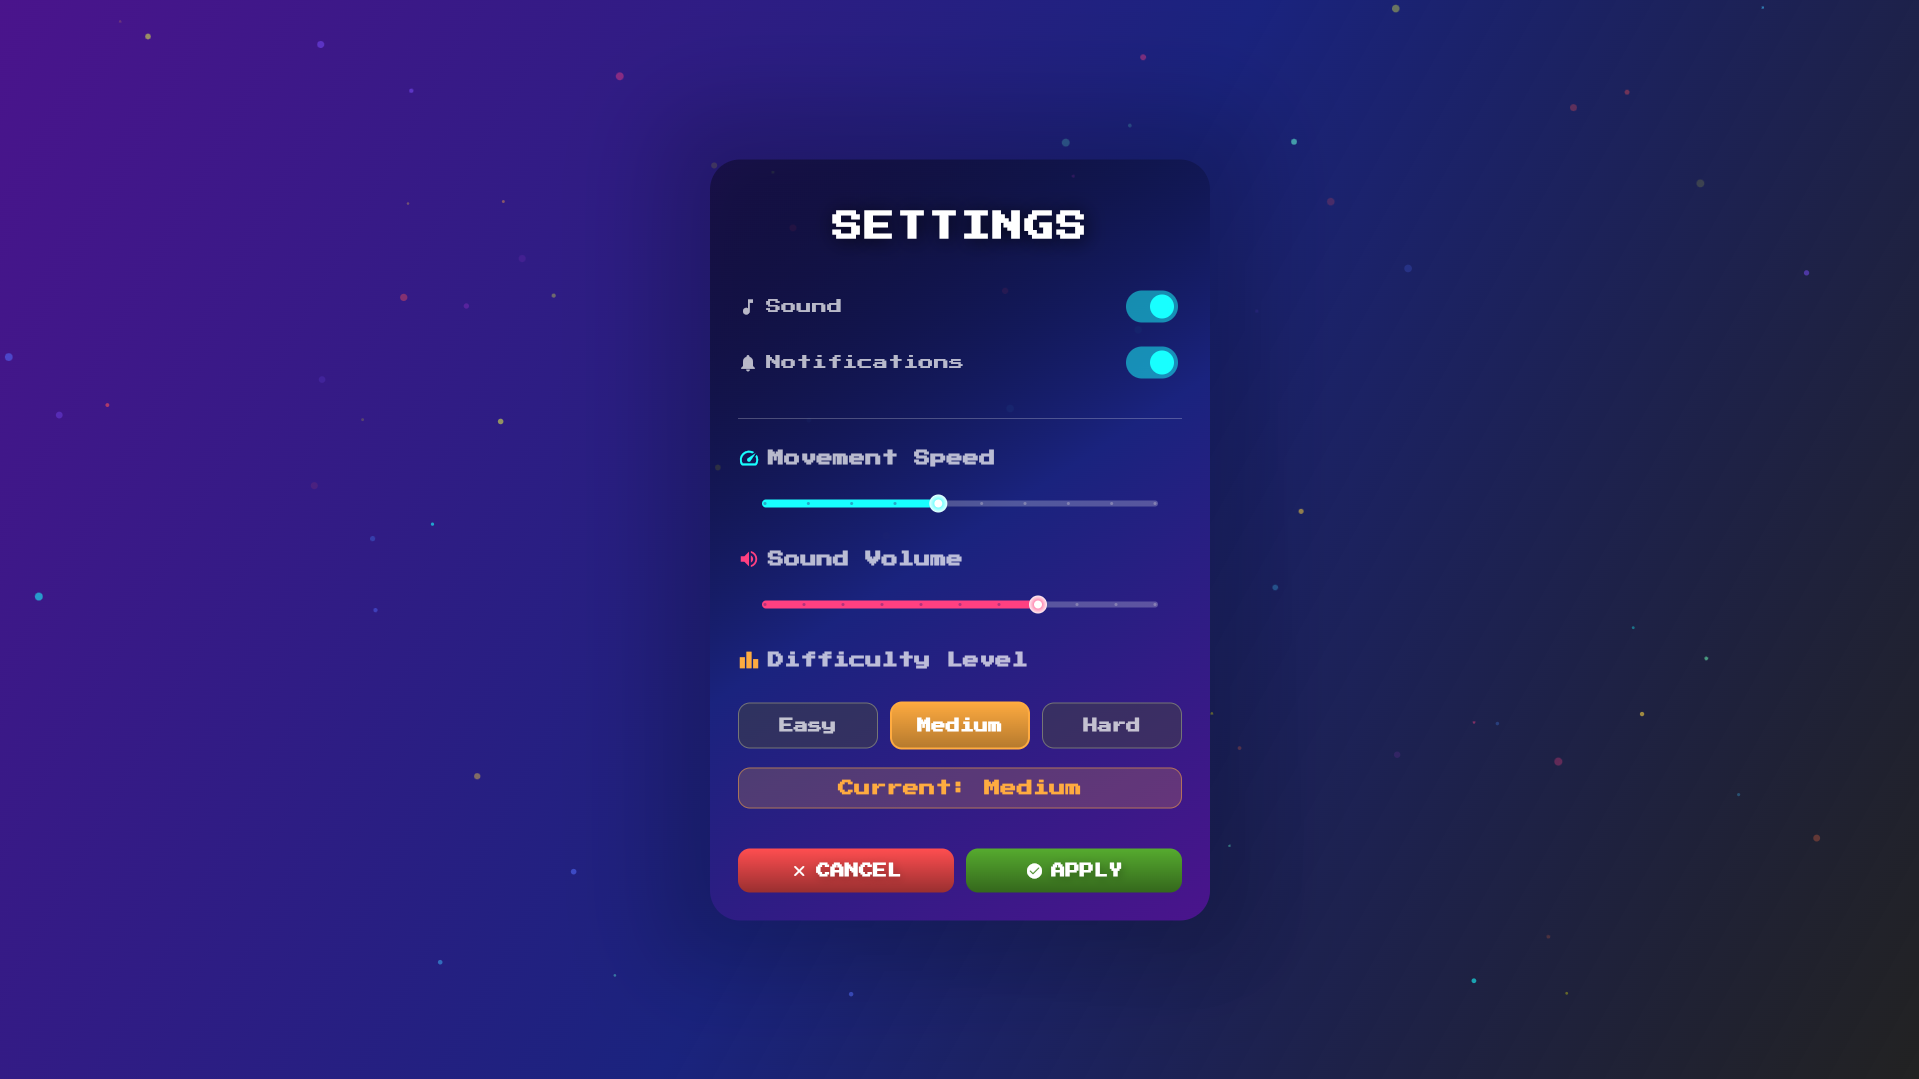 SETTINGS
Sound
Notifications
Movement Speed
Sound Volume
Difficulty Level
Easy Medium Hard
Current: Medium
CANCEL APPLY